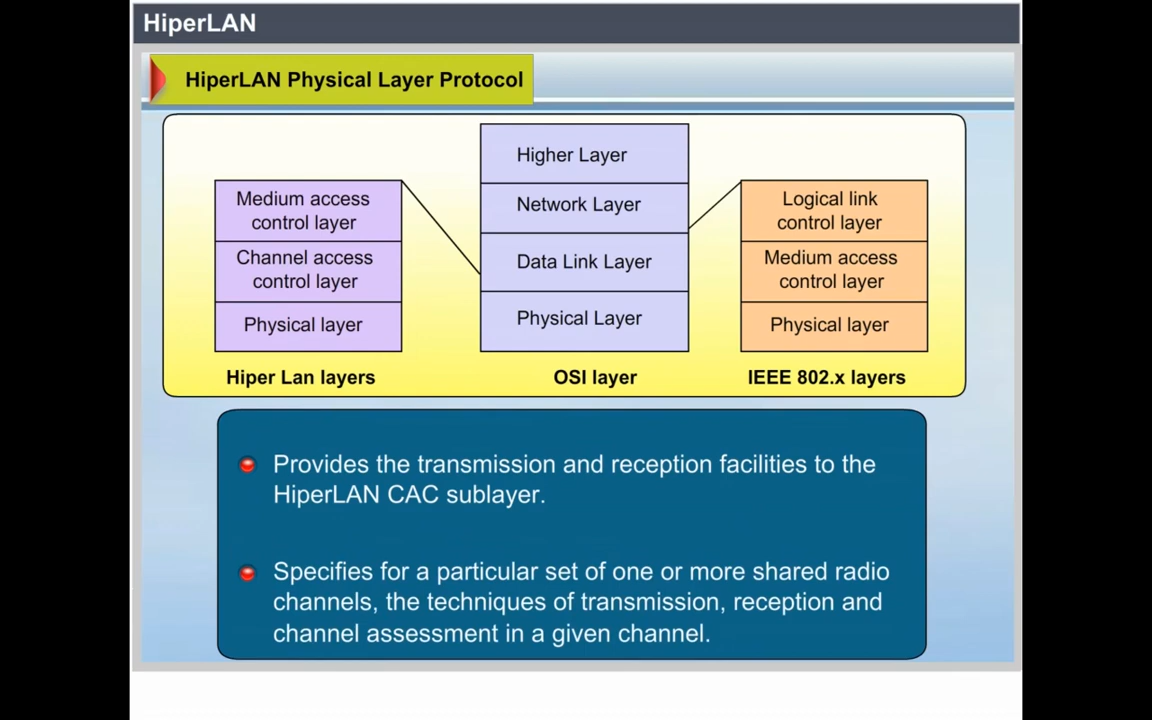 HiperLAN
HiperLAN Physical Layer Protocol
Medium access
control layer
Channel access
control layer
Physical layer
Hiper Lan layers
Higher Layer
Network Layer
Data Link Layer
Physical Layer
OSI layer
Logical link
control layer
Medium access
control layer
Physical layer
IEEE 802.x layers
Provides the transmission and reception facilities to the
HiperLAN CAC sublayer.
Specifies for a particular set of one or more shared radio
channels, the techniques of transmission, reception and
channel assessment in a given channel.